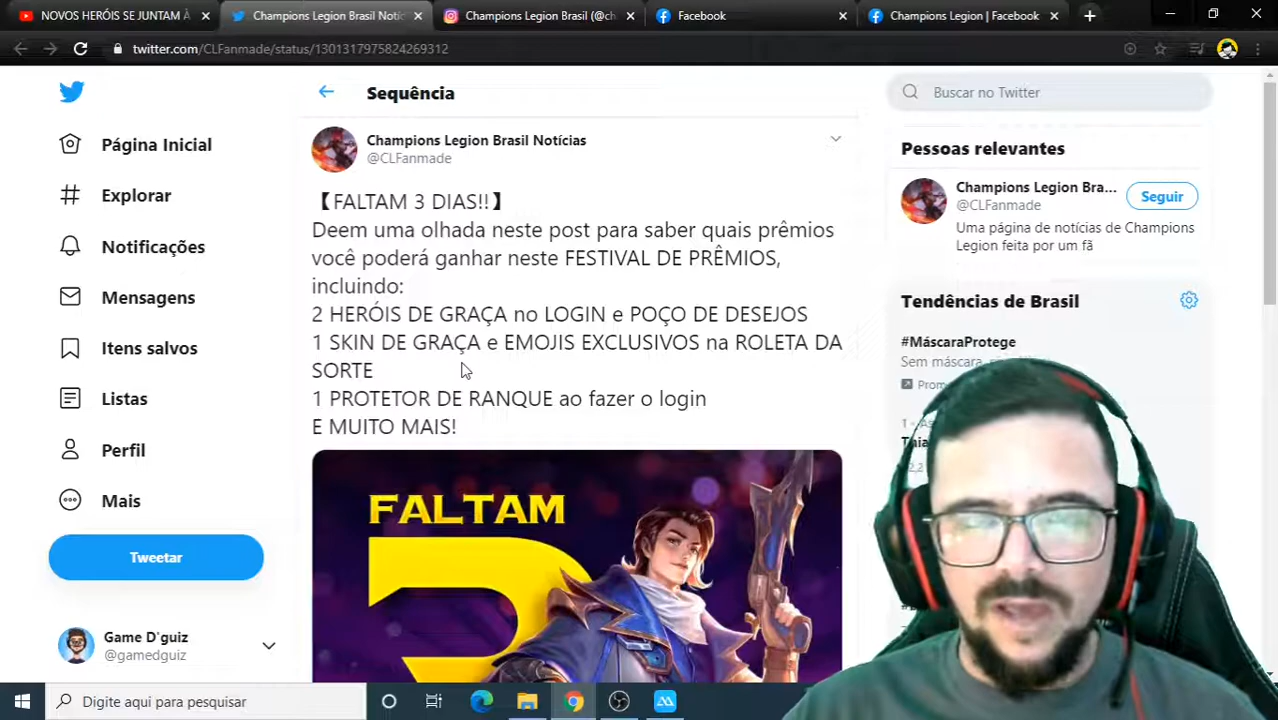 NOVOS HERÓIS SE JUNTAM À
Champions Legion Brasil Notíc
Champions Legion Brasil (@ch
Facebook
Champions Legion | Facebook
twitter.com/CLFanmade/status/1301317975824269312
Página Inicial
Explorar
Notificações
Mensagens
Itens salvos
Listas
Perfil
Mais
Tweetar
Game D'guiz
@gamedguiz
Sequência
Champions Legion Brasil Notícias
@CLFanmade
【FALTAM 3 DIAS!!】
Deem uma olhada neste post para saber quais prêmios
você poderá ganhar neste FESTIVAL DE PRÊMIOS,
incluindo:
2 HERÓIS DE GRAÇA no LOGIN e POÇO DE DESEJOS
1 SKIN DE GRAÇA e EMOJIS EXCLUSIVOS na ROLETA DA
SORTE
1 PROTETOR DE RANQUE ao fazer o login
E MUITO MAIS!
FALTAM
3
Buscar no Twitter
Pessoas relevantes
Champions Legion Bra...
@CLFanmade
Seguir
Uma página de notícias de Champions
Legion feita por um fã
Tendências de Brasil
#MáscaraProtege
Sem máscara,
Prom
Digite aqui para pesquisar